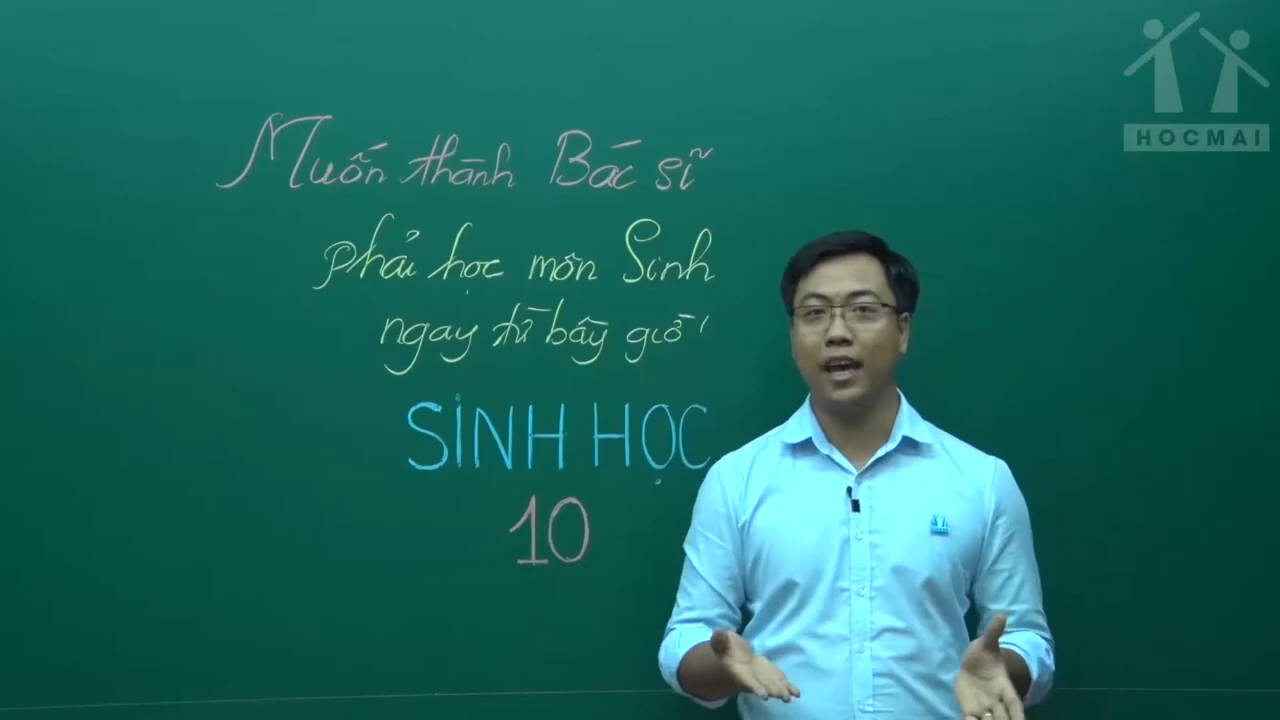 Muốn thành Bác sĩ
phải học môn Sinh
ngay từ bây giờ!
SINH HỌC
10
HOCMAI